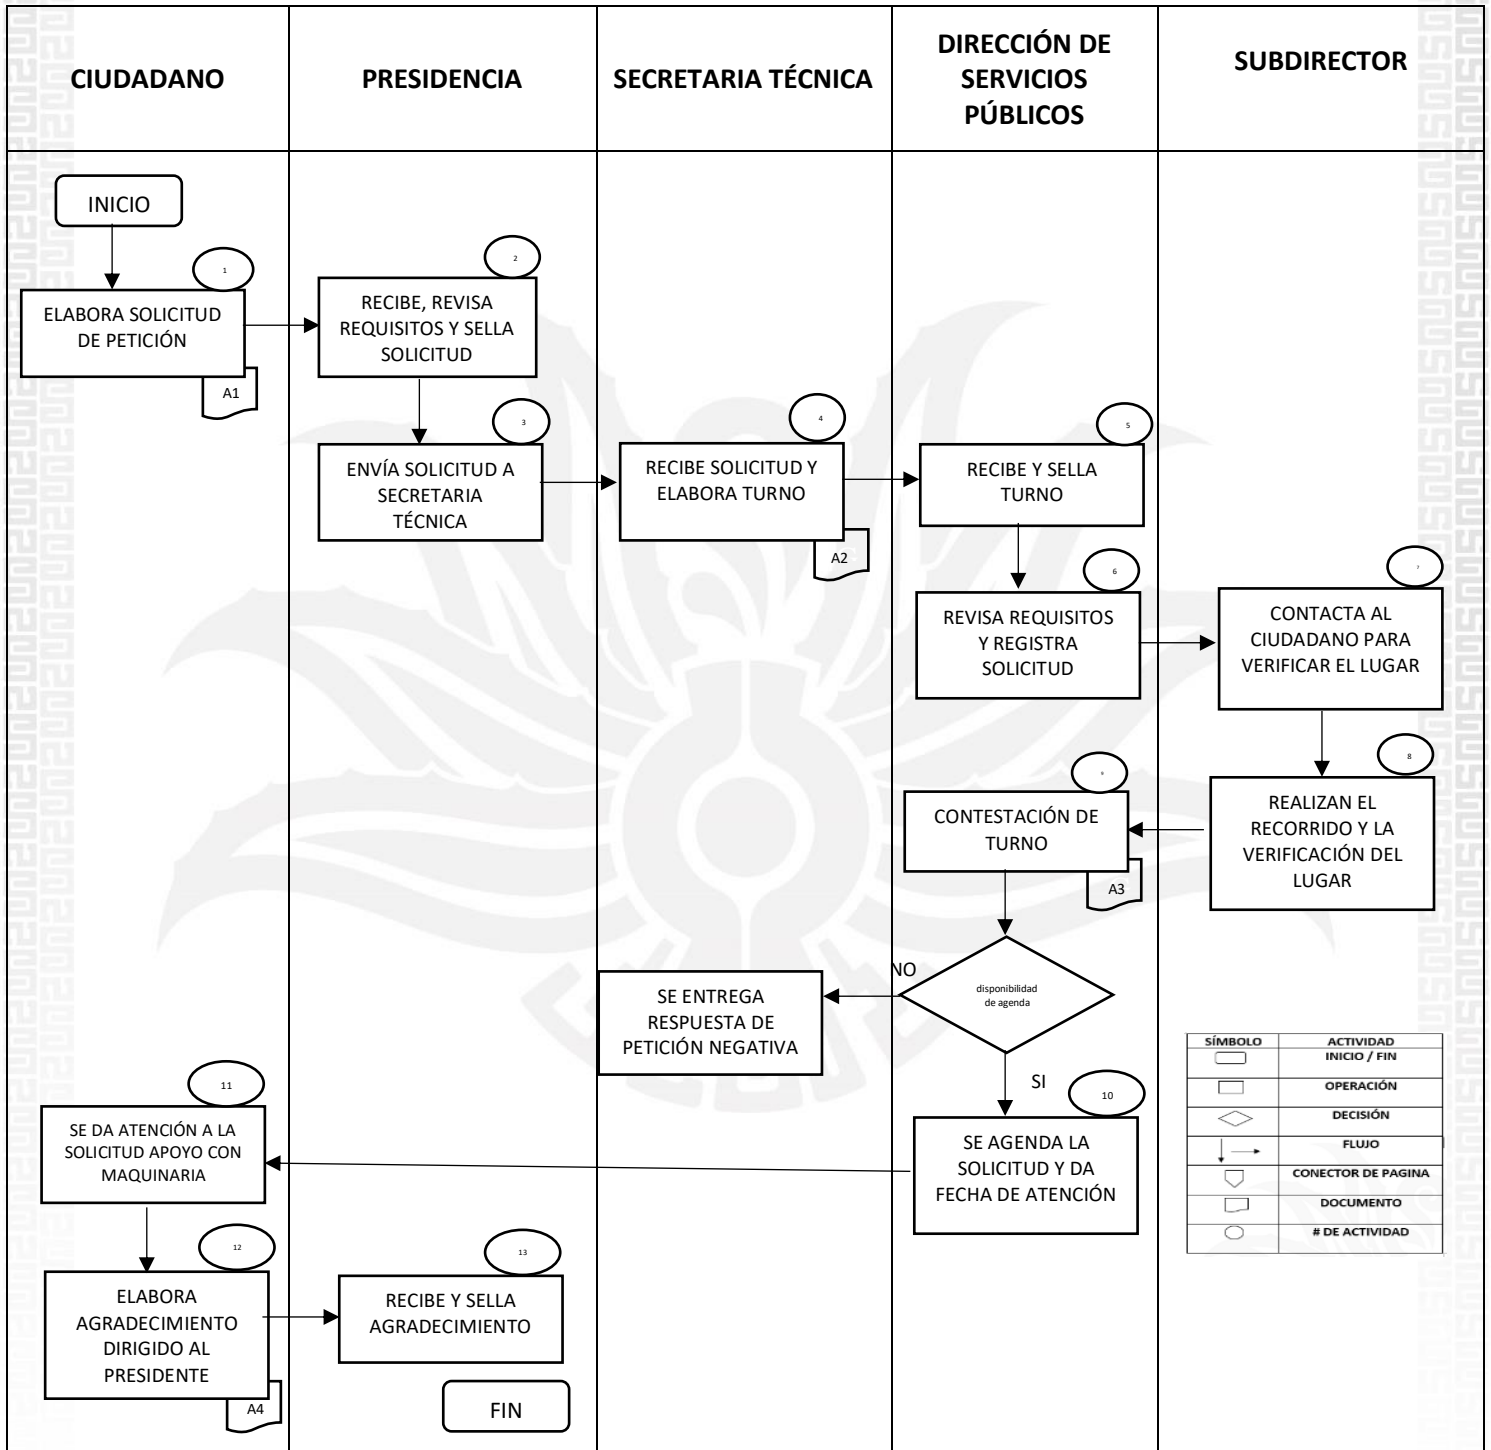 CIUDADANO
PRESIDENCIA
SECRETARIA TÉCNICA
DIRECCIÓN DE
SERVICIOS
PÚBLICOS
SUBDIRECTOR
INICIO
1
ELABORA SOLICITUD
DE PETICIÓN
A1
2
RECIBE, REVISA
REQUISITOS Y SELLA
SOLICITUD
3
ENVÍA SOLICITUD A
SECRETARIA
TÉCNICA
4
RECIBE SOLICITUD Y
ELABORA TURNO
A2
5
RECIBE Y SELLA
TURNO
6
REVISA REQUISITOS
Y REGISTRA
SOLICITUD
7
CONTACTA AL
CIUDADANO PARA
VERIFICAR EL LUGAR
8
REALIZAN EL
RECORRIDO Y LA
VERIFICACIÓN DEL
LUGAR
9
CONTESTACIÓN DE
TURNO
A3
disponibilidad
de agenda
NO
SE ENTREGA
RESPUESTA DE
PETICIÓN NEGATIVA
SI
10
SE AGENDA LA
SOLICITUD Y DA
FECHA DE ATENCIÓN
11
SE DA ATENCIÓN A LA
SOLICITUD APOYO CON
MAQUINARIA
12
ELABORA
AGRADECIMIENTO
DIRIGIDO AL
PRESIDENTE
A4
13
RECIBE Y SELLA
AGRADECIMIENTO
FIN
SÍMBOLO ACTIVIDAD
INICIO / FIN
OPERACIÓN
DECISIÓN
FLUJO
CONECTOR DE PAGINA
DOCUMENTO
# DE ACTIVIDAD